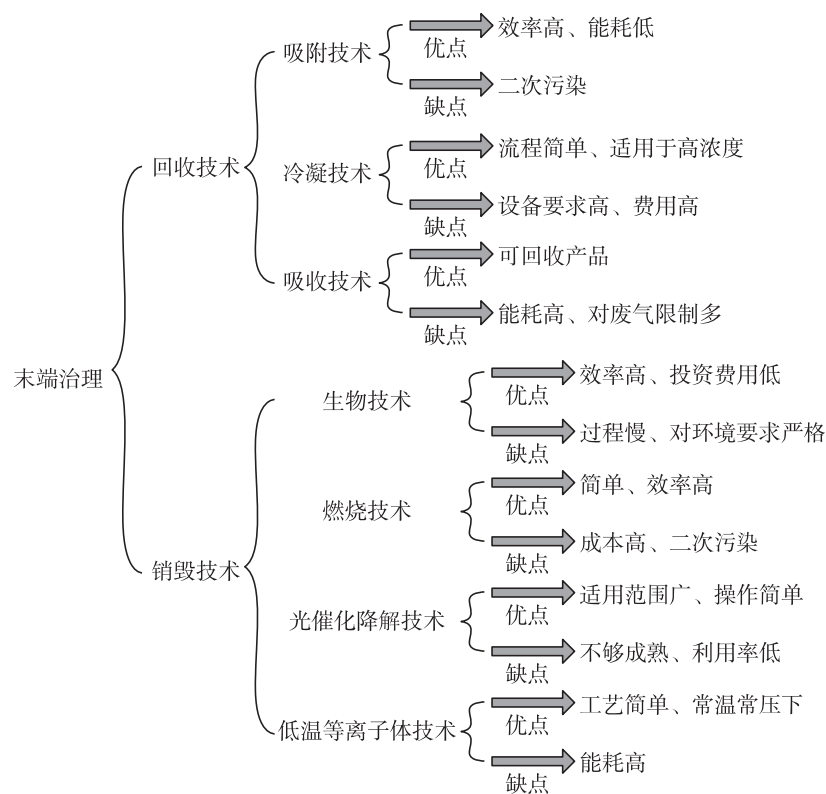 末端治理
回收技术
吸附技术
优点
效率高、能耗低
缺点
二次污染
冷凝技术
优点
流程简单、适用于高浓度
缺点
设备要求高、费用高
吸收技术
优点
可回收产品
缺点
能耗高、对废气限制多
销毁技术
生物技术
优点
效率高、投资费用低
缺点
过程慢、对环境要求严格
燃烧技术
优点
简单、效率高
缺点
成本高、二次污染
光催化降解技术
优点
适用范围广、操作简单
缺点
不够成熟、利用率低
低温等离子体技术
优点
工艺简单、常温常压下
缺点
能耗高